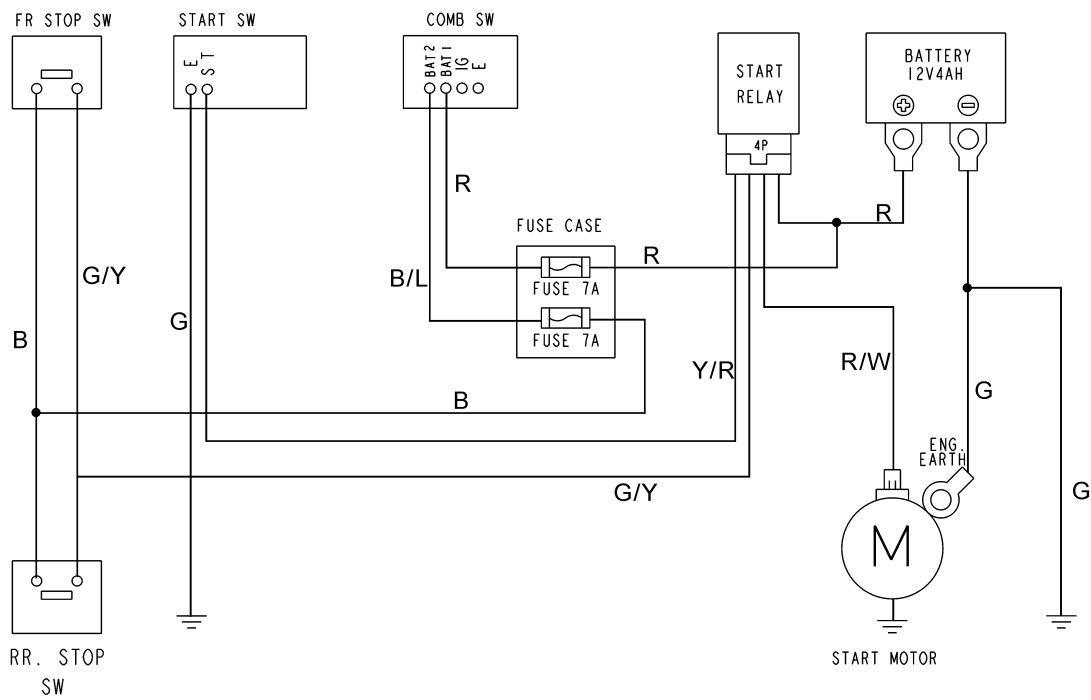 FR STOP SW
START SW
COMB SW
E
ST
BAT2
BAT1
IG
E
START
RELAY
4P
BATTERY
12V4AH
R
R
R
FUSE CASE
FUSE 7A
FUSE 7A
G/Y
B/L
G
B
B
Y/R
R/W
G
G/Y
G
ENG.
EARTH
M
START MOTOR
RR. STOP
SW